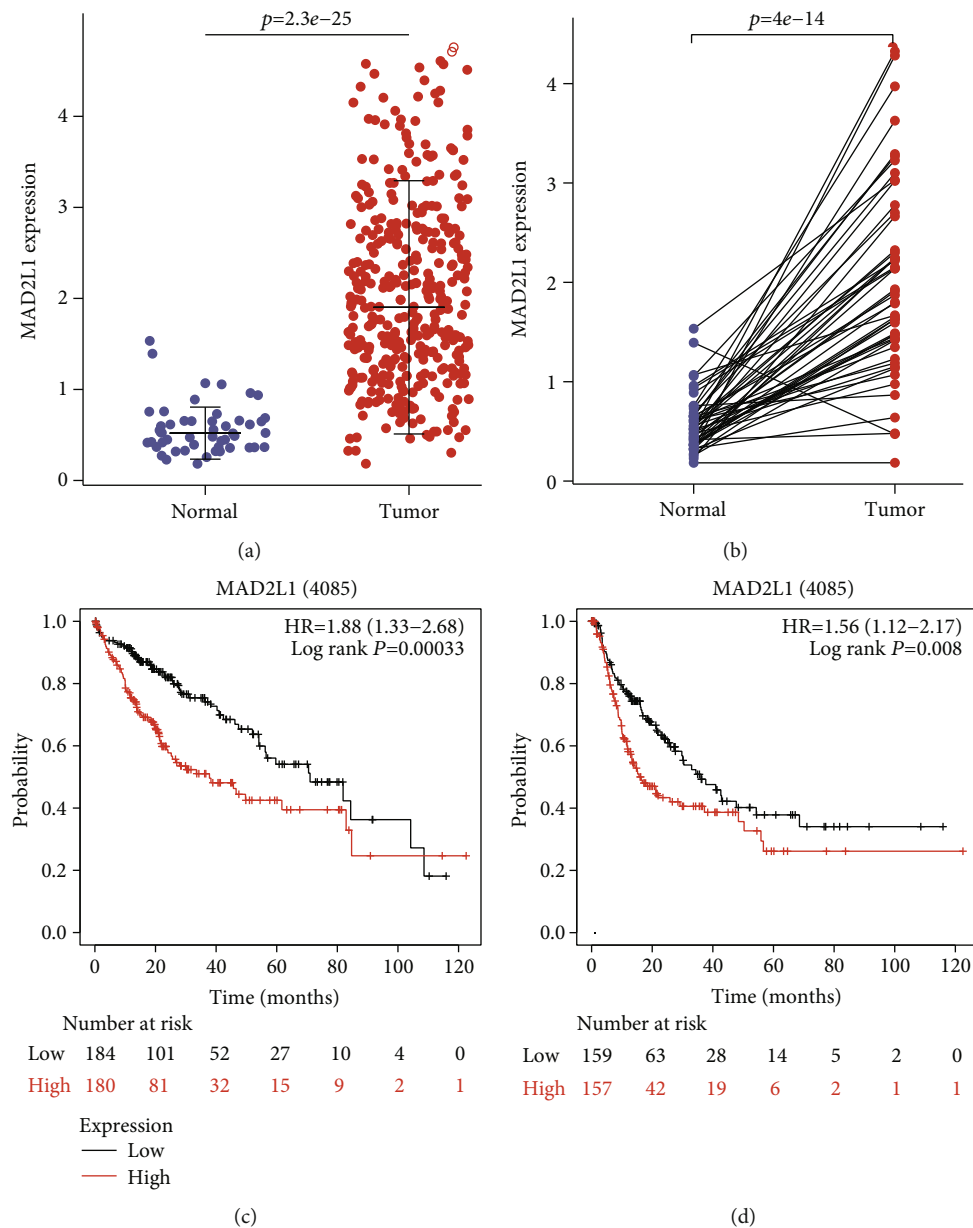 p=2.3e−25
MAD2L1 expression
4
3
2
1
0
Normal
Tumor
(a)
p=4e−14
MAD2L1 expression
4
3
2
1
0
Normal
Tumor
(b)
MAD2L1 (4085)
HR=1.88 (1.33−2.68)
Log rank P=0.00033
Probability
1.0
0.8
0.6
0.4
0.2
0.0
0 20 40 60 80 100 120
Time (months)
Number at risk
Low 184 101 52 27 10 4 0
High 180 81 32 15 9 2 1
Expression
Low
High
(c)
MAD2L1 (4085)
HR=1.56 (1.12−2.17)
Log rank P=0.008
Probability
1.0
0.8
0.6
0.4
0.2
0.0
0 20 40 60 80 100 120
Time (months)
Number at risk
Low 159 63 28 14 5 2 0
High 157 42 19 6 2 1 1
(d)